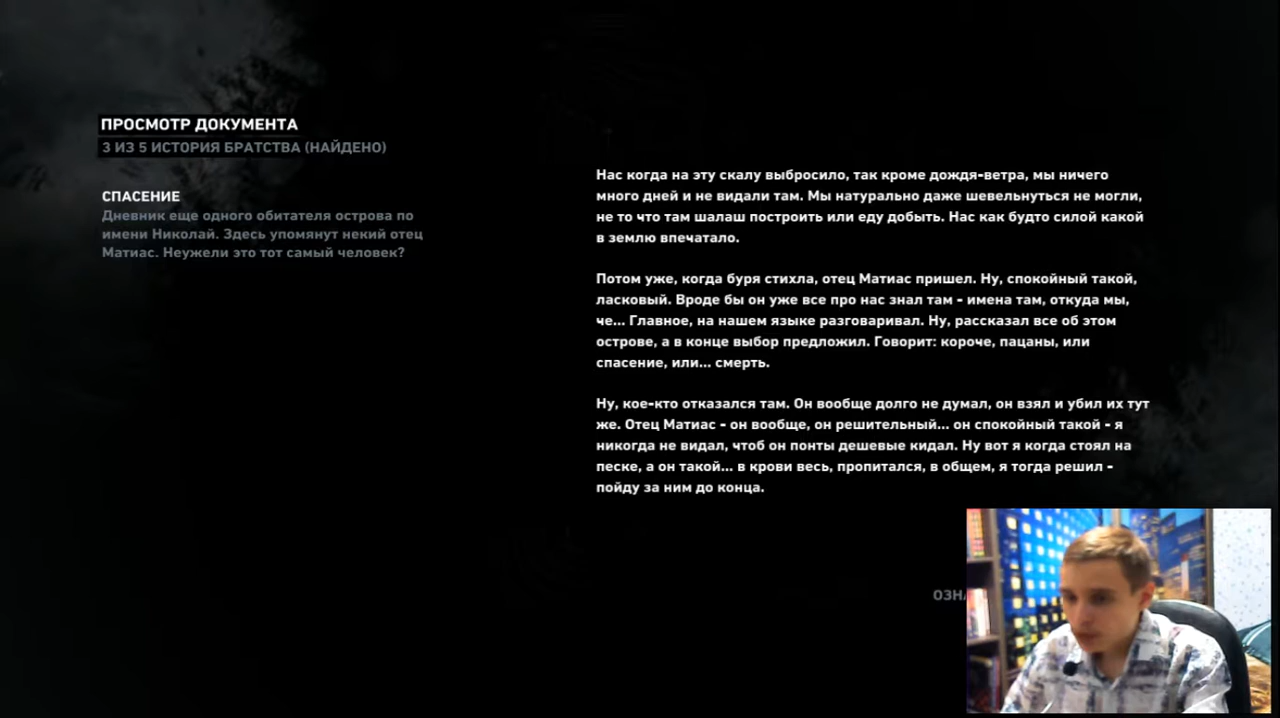 ПРОСМОТР ДОКУМЕНТА
3 ИЗ 5 ИСТОРИЯ БРАТСТВА (НАЙДЕНО)
СПАСЕНИЕ
Дневник еще одного обитателя острова по
имени Николай. Здесь упомянут некий отец
Матиас. Неужели это тот самый человек?
Нас когда на эту скалу выбросило, так кроме дождя-ветра, мы ничего
много дней и не видали там. Мы натурально даже шевельнуться не могли,
не то что там шалаш построить или еду добыть. Нас как будто силой какой
в землю впечатало.
Потом уже, когда буря стихла, отец Матиас пришел. Ну, спокойный такой,
ласковый. Вроде бы он уже все про нас знал там - имена там, откуда мы,
че... Главное, на нашем языке разговаривал. Ну, рассказал все об этом
острове, а в конце выбор предложил. Говорит: короче, пацаны, или
спасение, или... смерть.
Ну, кое-кто отказался там. Он вообще долго не думал, он взял и убил их тут
же. Отец Матиас - он вообще, он решительный... он спокойный такой - я
никогда не видал, чтоб он понты дешевые кидал. Ну вот я когда стоял на
песке, а он такой... в крови весь, пропитался, в общем, я тогда решил -
пойду за ним до конца.